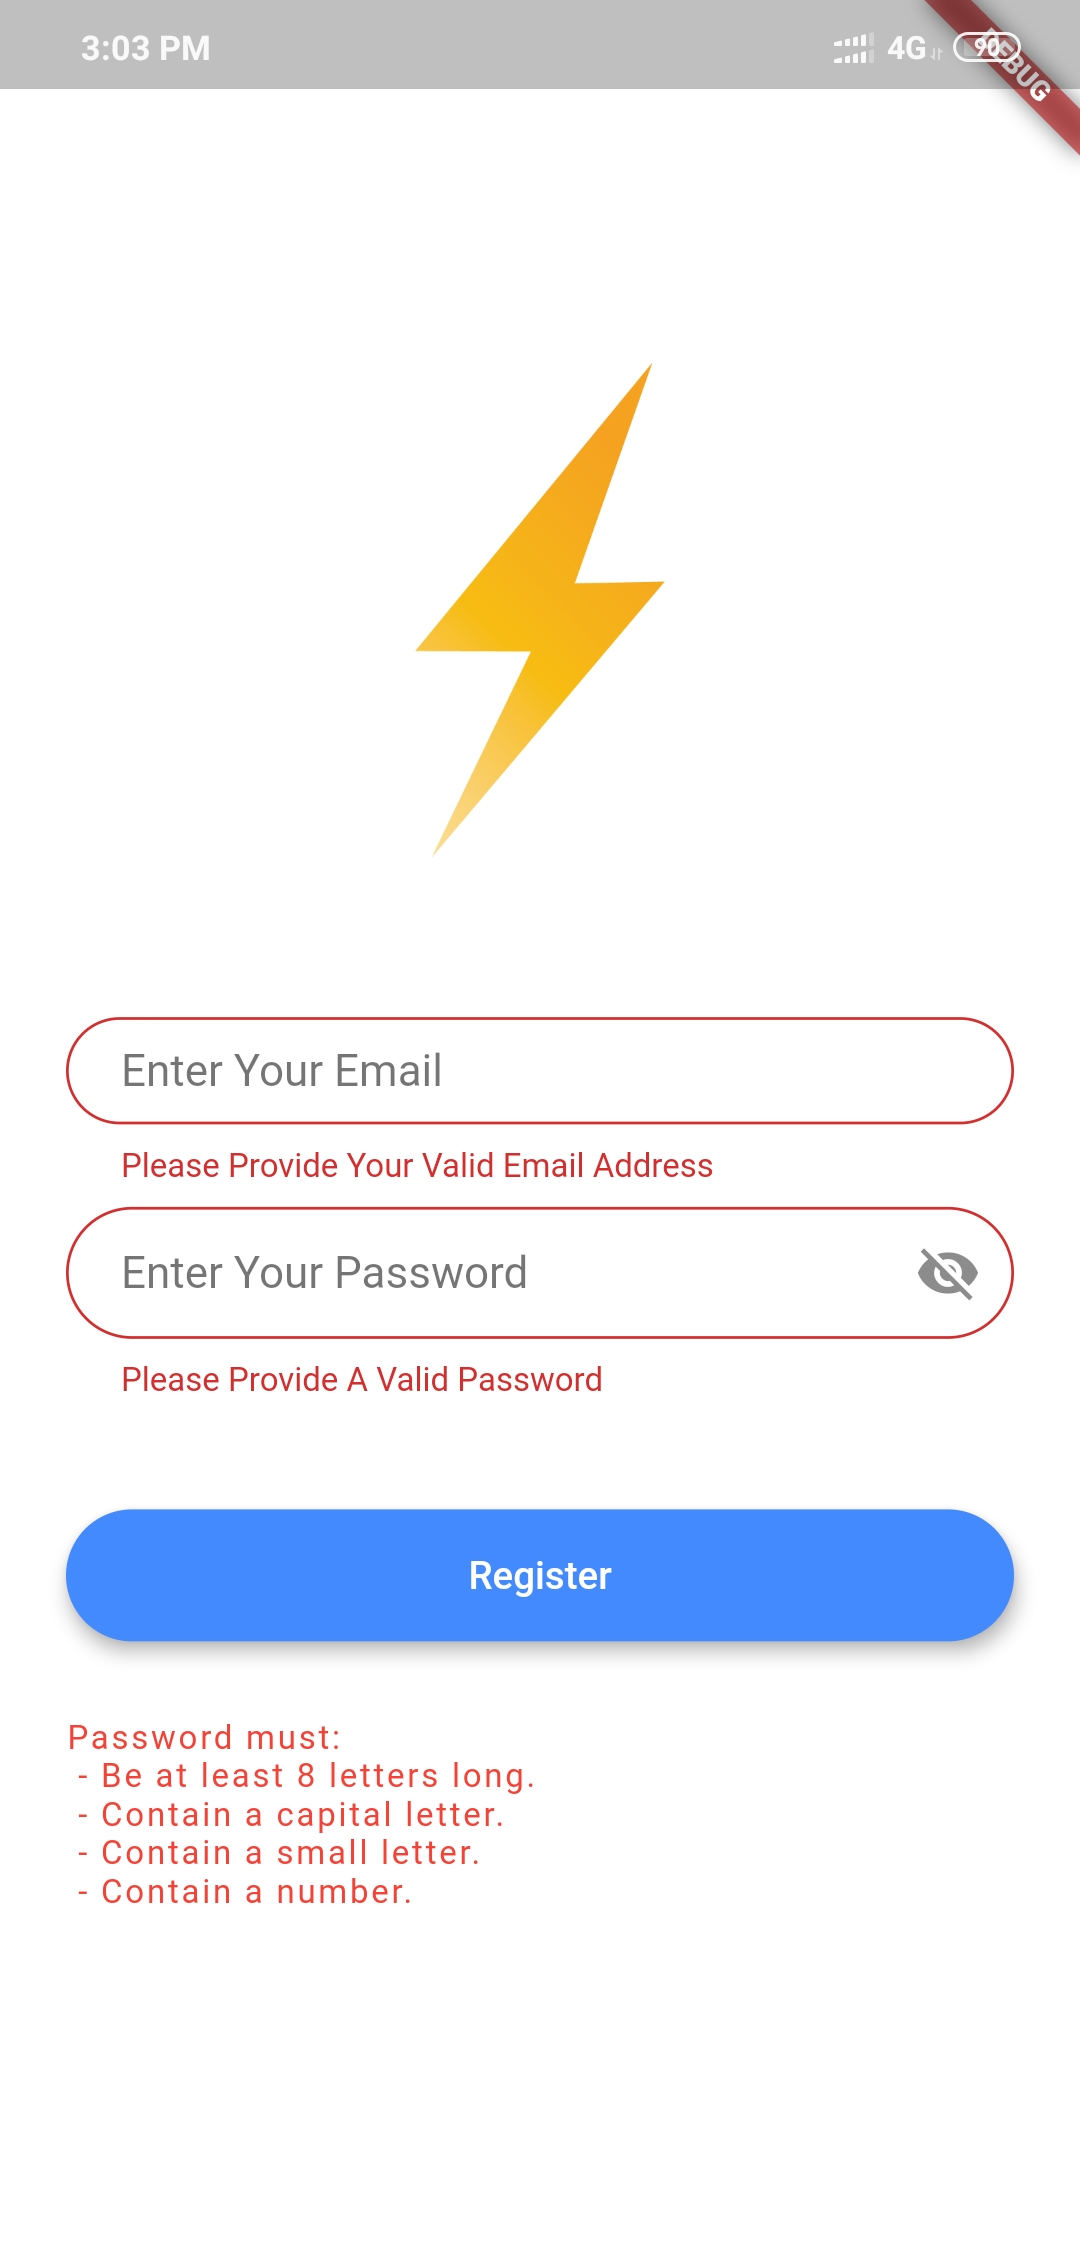 3:03 PM
4G
90
DEBUG
Enter Your Email
Please Provide Your Valid Email Address
Enter Your Password
Please Provide A Valid Password
Register
Password must:
- Be at least 8 letters long.
- Contain a capital letter.
- Contain a small letter.
- Contain a number.